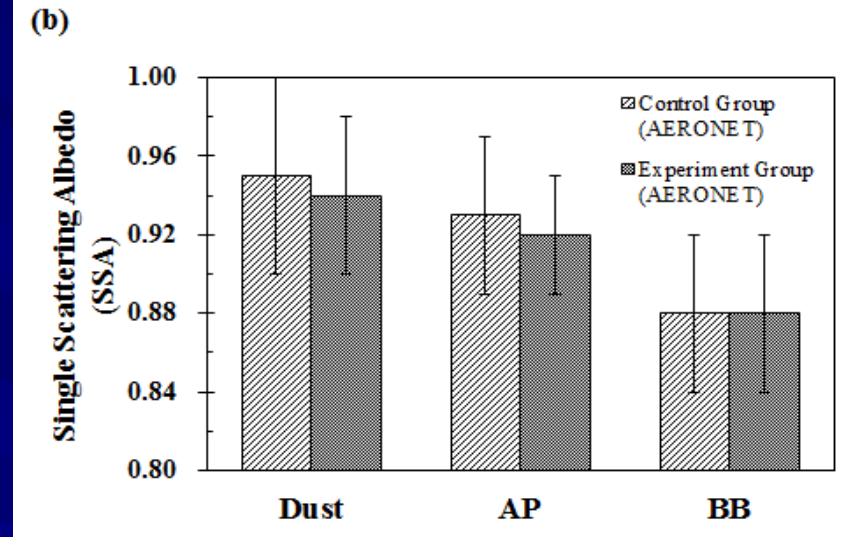 (b)
Single Scattering Albedo
(SSA)
1.00
0.96
0.92
0.88
0.84
0.80
Control Group
(AERONET)
Experiment Group
(AERONET)
Dust AP BB